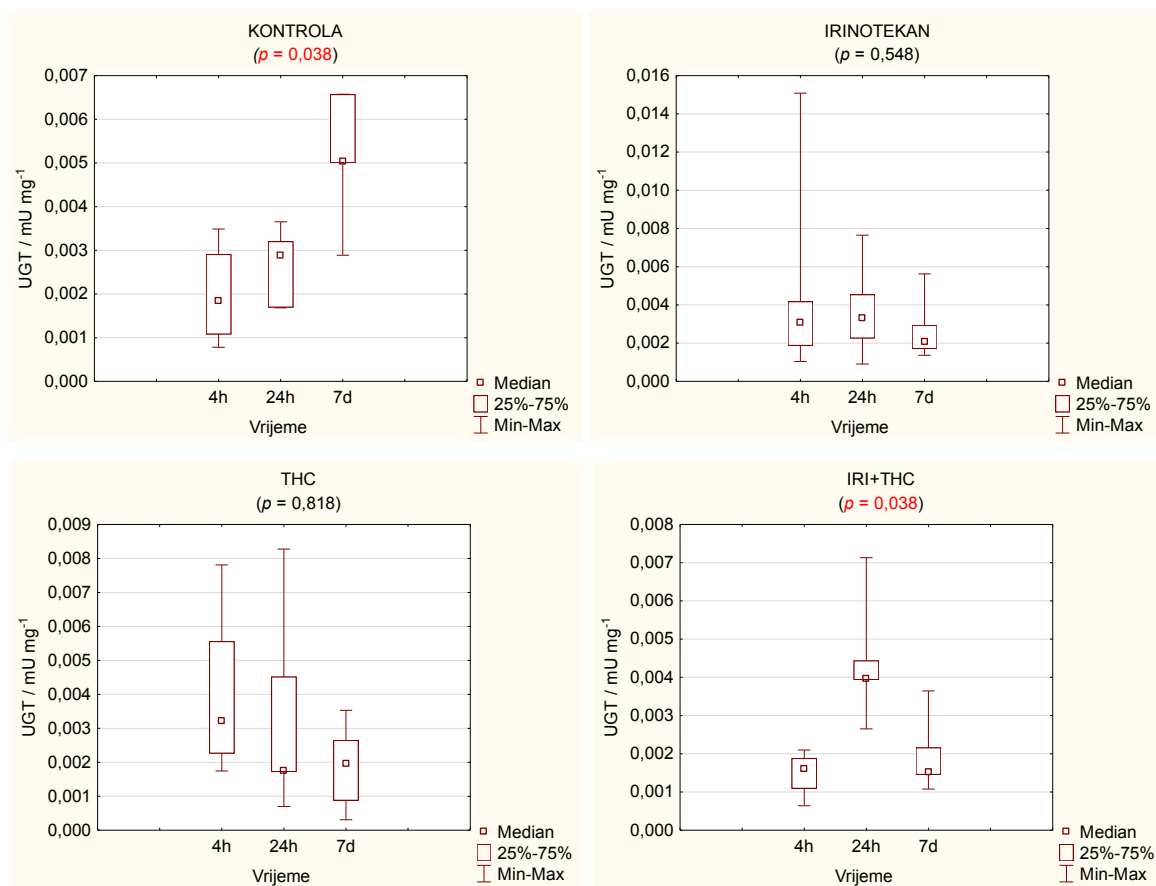 KONTROLA
(p = 0,038)
UGT / mU mg⁻¹
0,007
0,006
0,005
0,004
0,003
0,002
0,001
0,000
4h 24h 7d
Vrijeme
Median
25%-75%
Min-Max
IRINOTEKAN
(p = 0,548)
UGT / mU mg⁻¹
0,016
0,014
0,012
0,010
0,008
0,006
0,004
0,002
0,000
4h 24h 7d
Vrijeme
Median
25%-75%
Min-Max
THC
(p = 0,818)
UGT / mU mg⁻¹
0,009
0,008
0,007
0,006
0,005
0,004
0,003
0,002
0,001
0,000
4h 24h 7d
Vrijeme
Median
25%-75%
Min-Max
IRI+THC
(p = 0,038)
UGT / mU mg⁻¹
0,008
0,007
0,006
0,005
0,004
0,003
0,002
0,001
0,000
4h 24h 7d
Vrijeme
Median
25%-75%
Min-Max